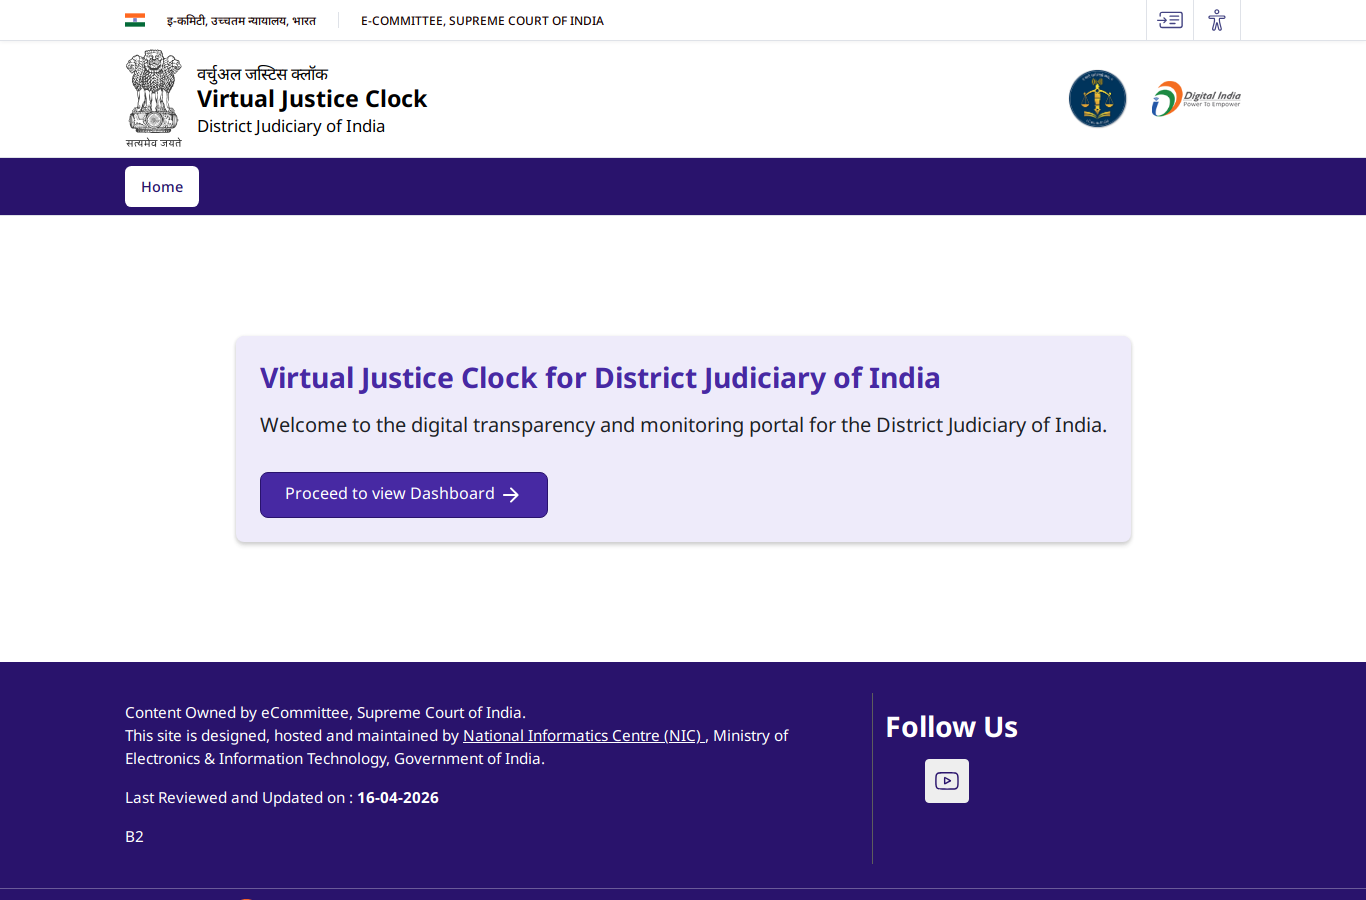 इ-कमिटी, उच्चतम न्यायालय, भारत
E-COMMITTEE, SUPREME COURT OF INDIA
वर्चुअल जस्टिस क्लॉक
Virtual Justice Clock
District Judiciary of India
सत्यमेव जयते
Digital India
Power To Empower
Home
Virtual Justice Clock for District Judiciary of India
Welcome to the digital transparency and monitoring portal for the District Judiciary of India.
Proceed to view Dashboard
Content Owned by eCommittee, Supreme Court of India.
This site is designed, hosted and maintained by National Informatics Centre (NIC) , Ministry of
Electronics & Information Technology, Government of India.
Last Reviewed and Updated on : 16-04-2026
B2
Follow Us